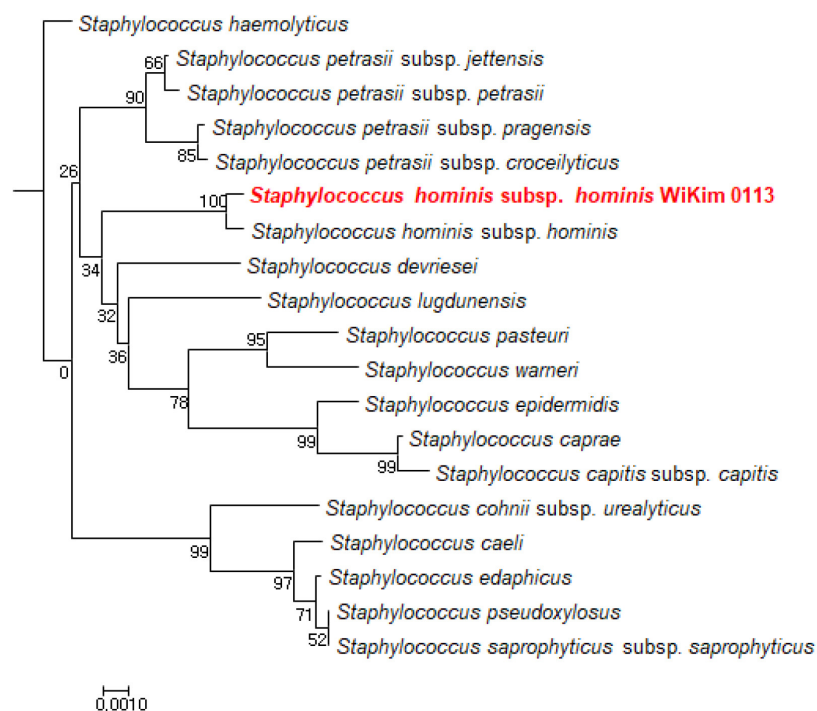 Staphylococcus haemolyticus
66
Staphylococcus petrasii subsp. jettensis
90
Staphylococcus petrasii subsp. petrasii
Staphylococcus petrasii subsp. pragensis
85
Staphylococcus petrasii subsp. croceilyticus
26
100
Staphylococcus hominis subsp. hominis WiKim 0113
Staphylococcus hominis subsp. hominis
34
Staphylococcus devriesei
32
Staphylococcus lugdunensis
36
95
Staphylococcus pasteuri
0
78
Staphylococcus warneri
Staphylococcus epidermidis
99
Staphylococcus caprae
99
Staphylococcus capitis subsp. capitis
Staphylococcus cohnii subsp. urealyticus
99
Staphylococcus caeli
97
Staphylococcus edaphicus
71
Staphylococcus pseudoxylosus
52
Staphylococcus saprophyticus subsp. saprophyticus
0.0010